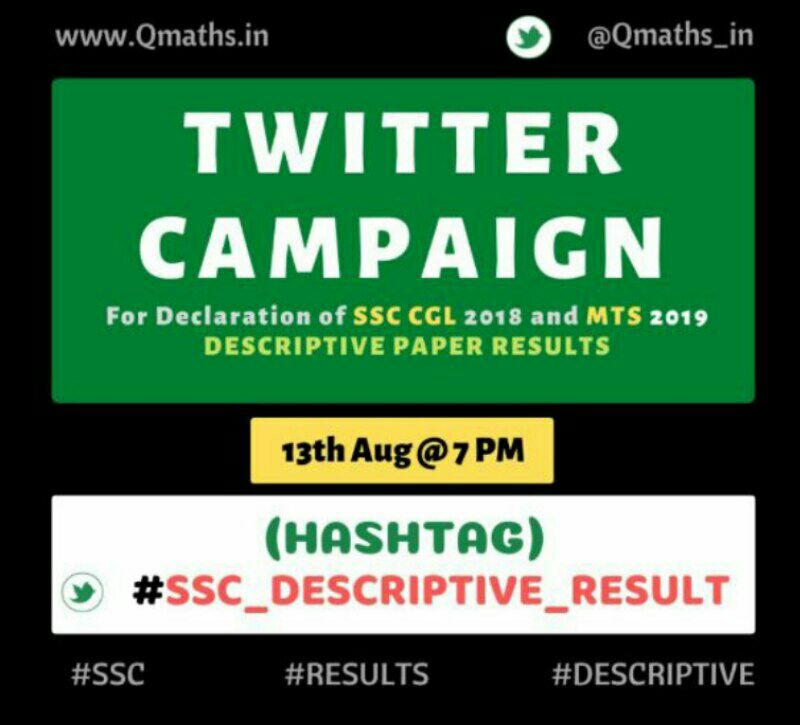 www.Qmaths.in @Qmaths_in
TWITTER
CAMPAIGN
For Declaration of SSC CGL 2018 and MTS 2019
DESCRIPTIVE PAPER RESULTS
13th Aug @ 7 PM
(HASHTAG)
#SSC_DESCRIPTIVE_RESULT
#SSC #RESULTS #DESCRIPTIVE